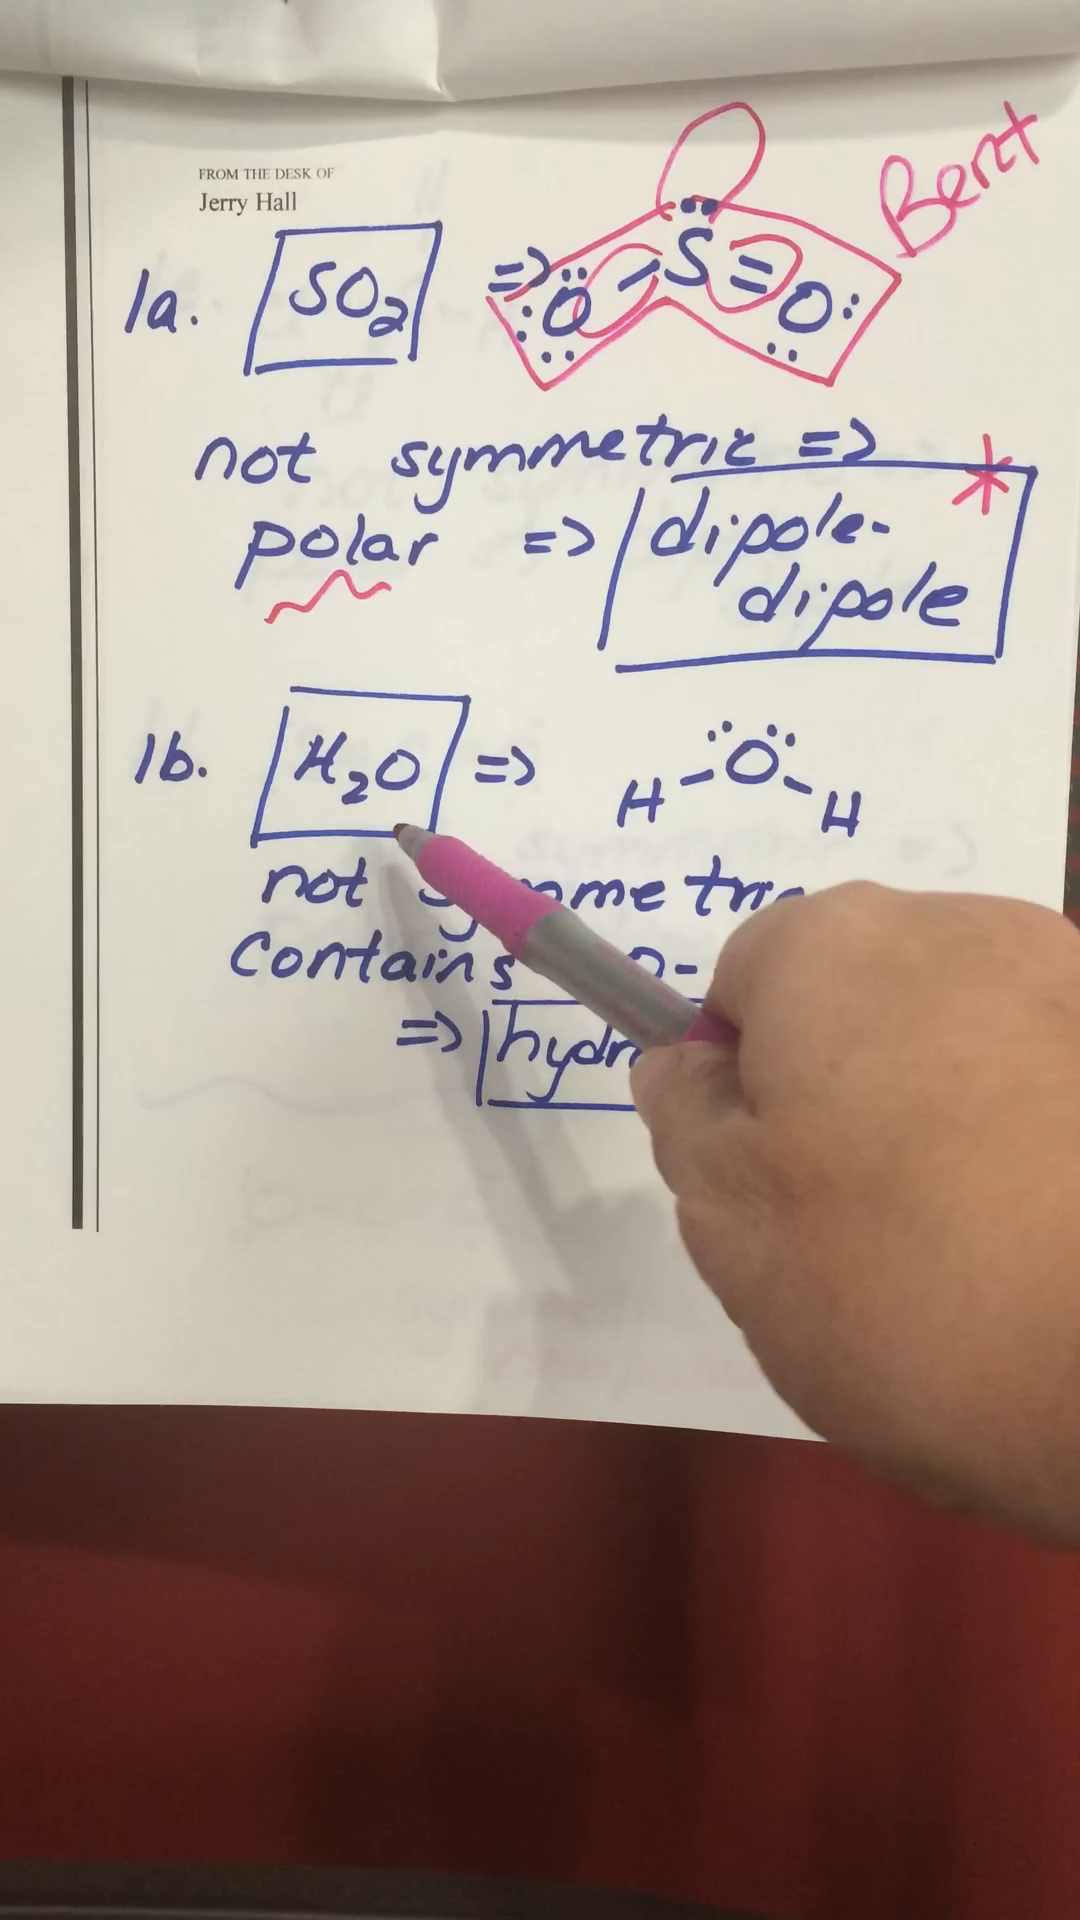 FROM THE DESK OF
Jerry Hall
Bent
1a. SO₂ => :Ö-S̈=O:
not symmetric =>
polar => dipole-
dipole
1b. H₂O => H-Ö-H
not
contains O-
=>